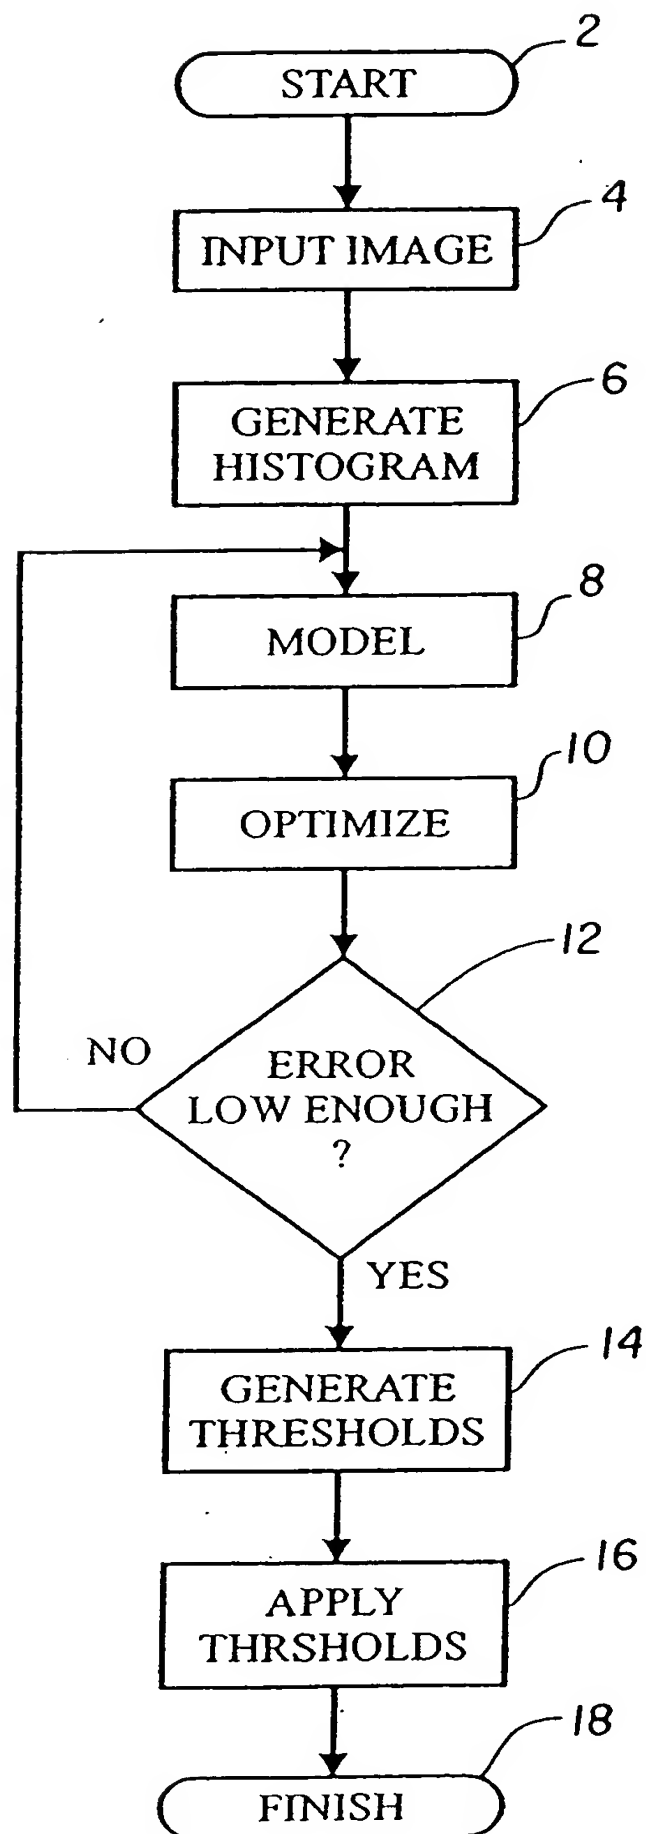 2
START
4
INPUT IMAGE
6
GENERATE
HISTOGRAM
8
MODEL
10
OPTIMIZE
12
NO
ERROR
LOW ENOUGH
?
YES
14
GENERATE
THRESHOLDS
16
APPLY
THRSHOLDS
18
FINISH